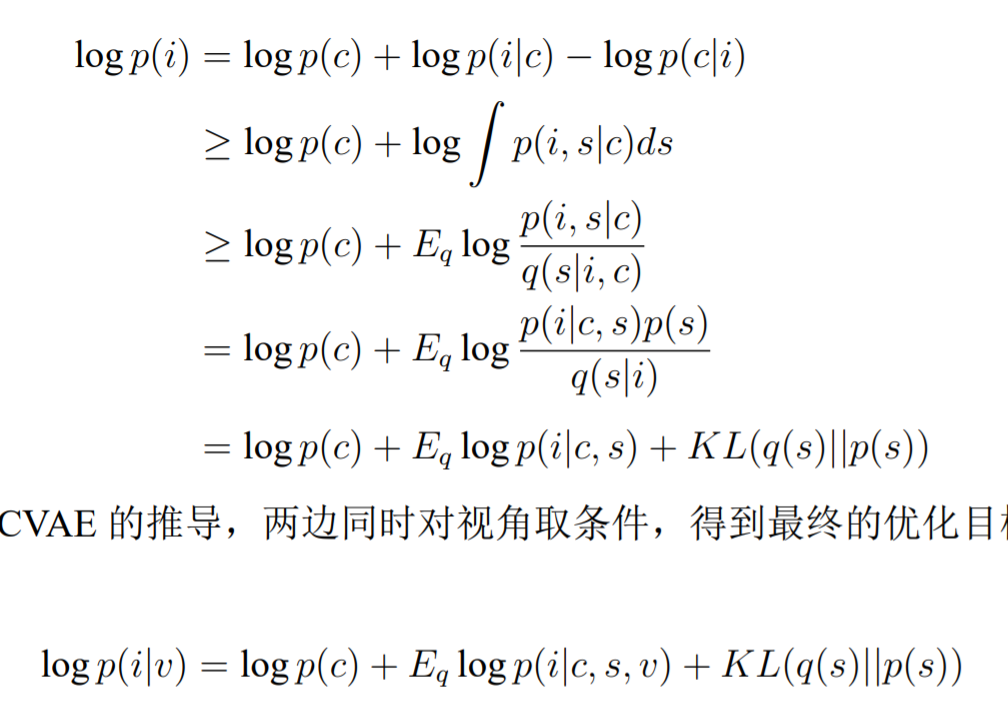 log p(i) = log p(c) + log p(i|c) − log p(c|i)
≥ log p(c) + log ∫ p(i, s|c)ds
≥ log p(c) + E_q log \frac{p(i, s|c)}{q(s|i, c)}
= log p(c) + E_q log \frac{p(i|c, s)p(s)}{q(s|i)}
= log p(c) + E_q log p(i|c, s) + KL(q(s)||p(s))
CVAE 的推导，两边同时对视角取条件，得到最终的优化目
log p(i|v) = log p(c) + E_q log p(i|c, s, v) + KL(q(s)||p(s))